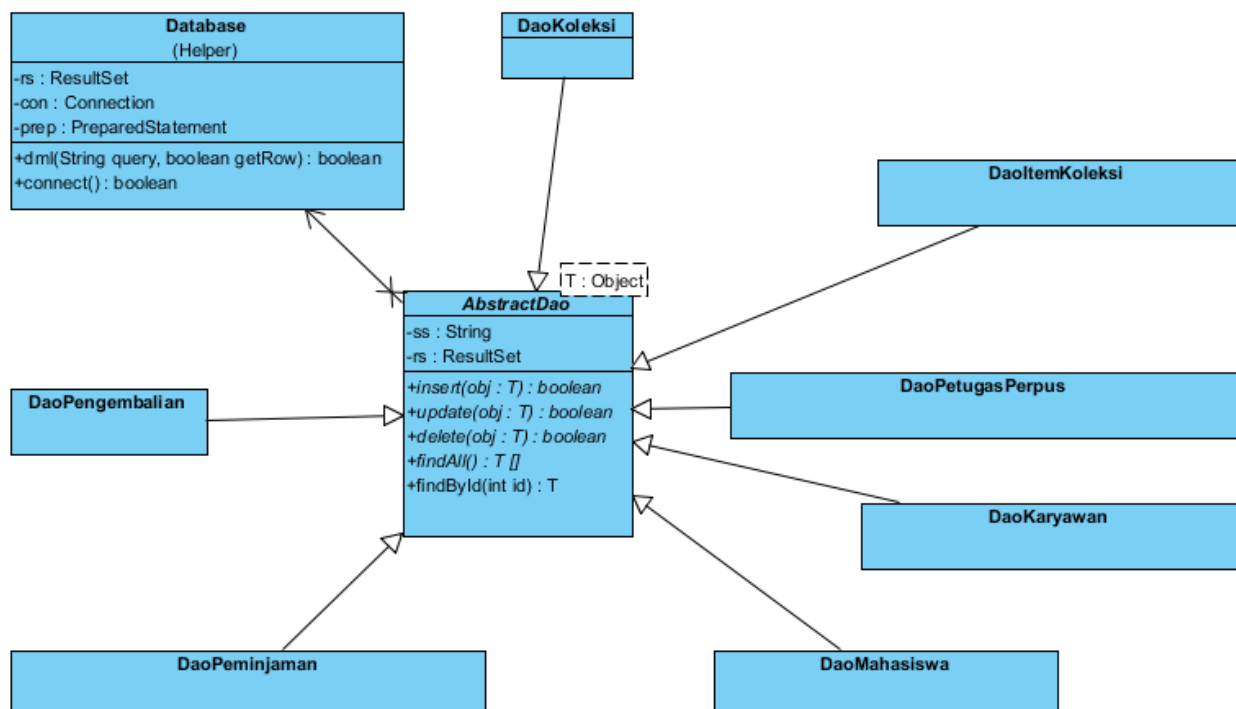 Database
(Helper)
-rs : ResultSet
-con : Connection
-prep : PreparedStatement
+dml(String query, boolean getRow) : boolean
+connect() : boolean
DaoKoleksi
DaoItemKoleksi
T : Object
AbstractDao
-ss : String
-rs : ResultSet
+insert(obj : T) : boolean
+update(obj : T) : boolean
+delete(obj : T) : boolean
+findAll() : T []
+findById(int id) : T
DaoPengembalian
DaoPetugasPerpus
DaoKaryawan
DaoPeminjaman
DaoMahasiswa